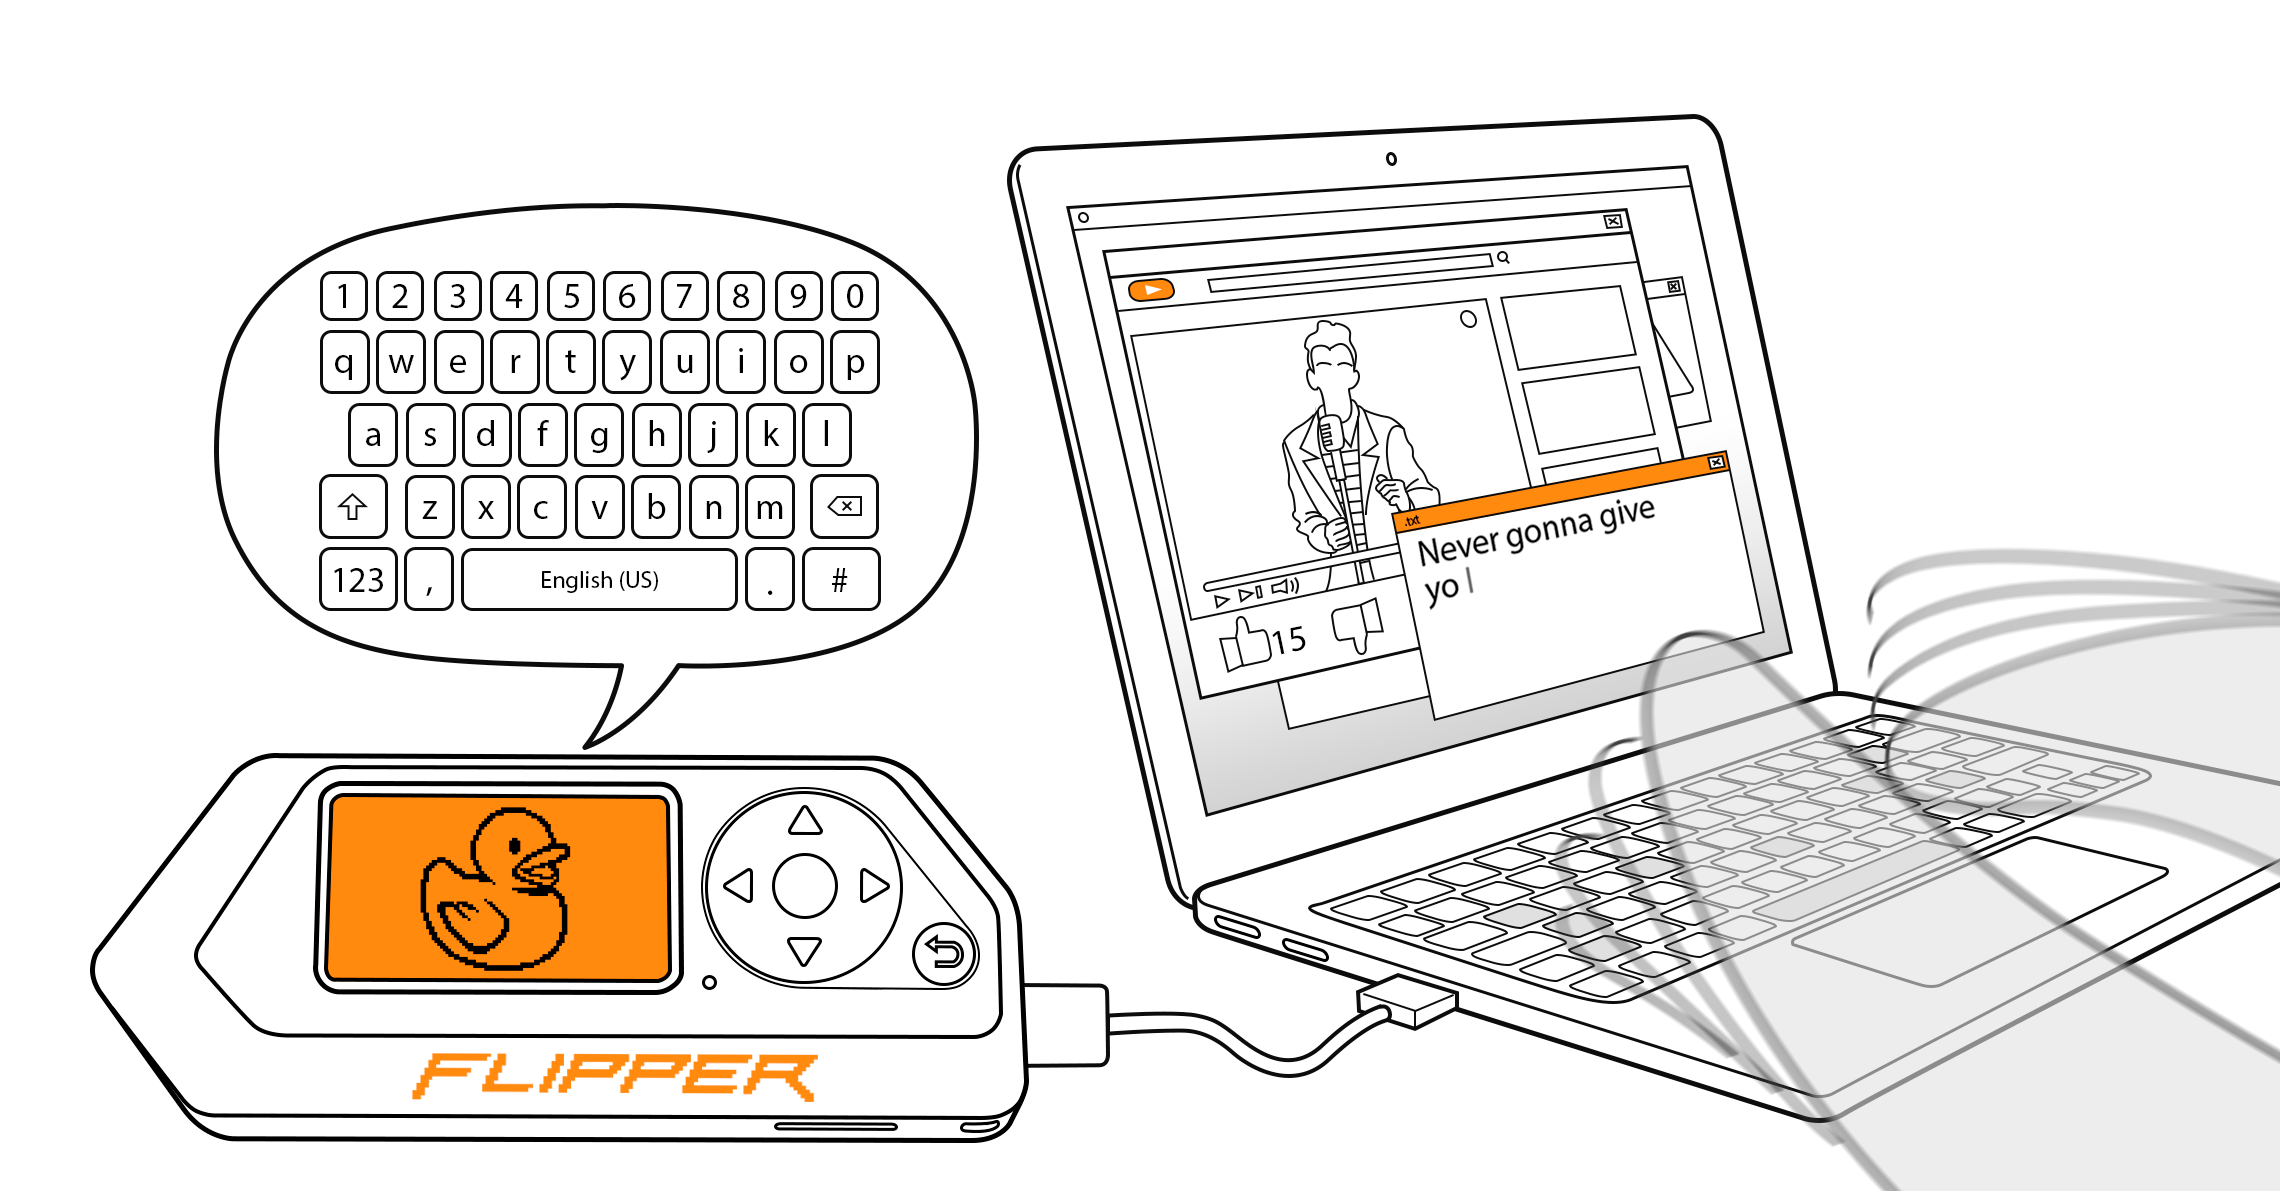 1 2 3 4 5 6 7 8 9 0
q w e r t y u i o p
a s d f g h j k l
z x c v b n m
123 , English (US) . #
FLIPPER
15
.txt
Never gonna give
yo